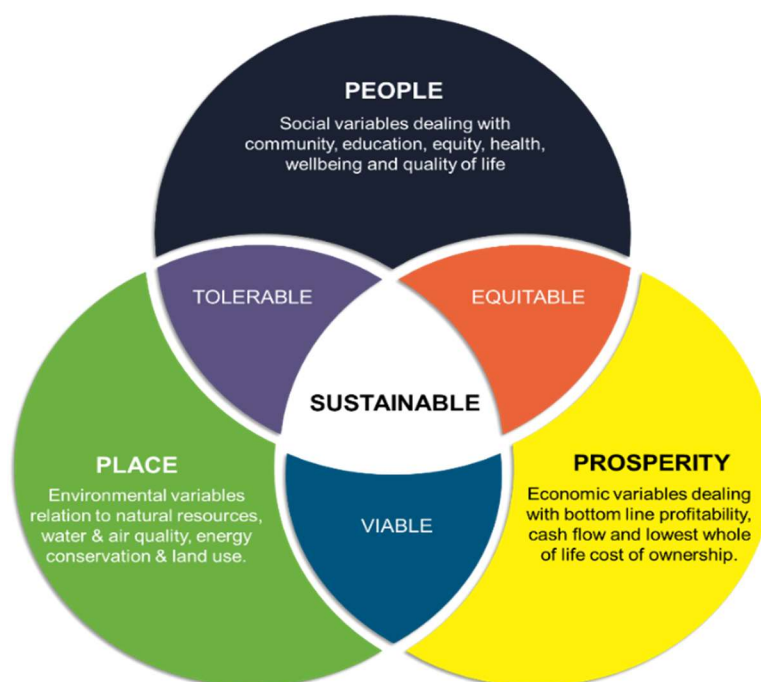 PEOPLE
Social variables dealing with
community, education, equity, health,
wellbeing and quality of life
TOLERABLE
EQUITABLE
SUSTAINABLE
PLACE
Environmental variables
relation to natural resources,
water & air quality, energy
conservation & land use.
VIABLE
PROSPERITY
Economic variables dealing
with bottom line profitability,
cash flow and lowest whole
of life cost of ownership.